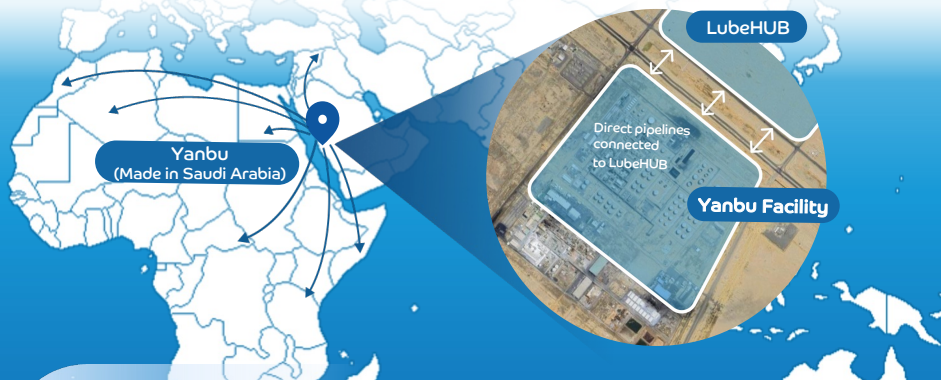 LubeHUB
Direct pipelines
connected
to LubeHUB
Yanbu
(Made in Saudi Arabia)
Yanbu Facility